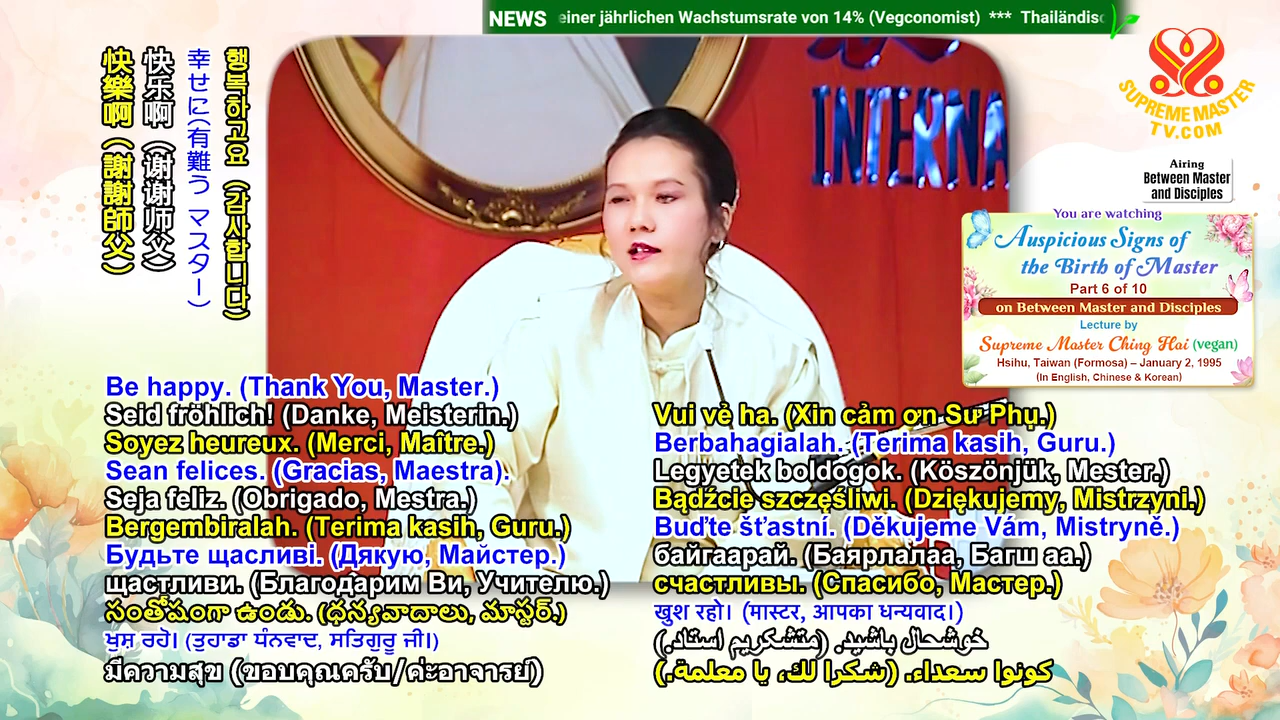 NEWS einer jährlichen Wachstumsrate von 14% (Vegconomist) *** Thailändisc
SUPREME MASTER
TV.COM
INTERNA
Airing
Between Master
and Disciples
You are watching
Auspicious Signs of
the Birth of Master
Part 6 of 10
on Between Master and Disciples
Lecture by
Supreme Master Ching Hai (vegan)
Hsihu, Taiwan (Formosa) – January 2, 1995
(In English, Chinese & Korean)
행복하고요 (감사합니다)
幸せに(有難う マスター)
快乐啊 (谢谢师父)
快樂啊 (謝謝師父)
Be happy. (Thank You, Master.)
Seid fröhlich! (Danke, Meisterin.)
Soyez heureux. (Merci, Maître.)
Sean felices. (Gracias, Maestra).
Seja feliz. (Obrigado, Mestra.)
Bergembiralah. (Terima kasih, Guru.)
Будьте щасливі. (Дякую, Майстер.)
щастливи. (Благодарим Ви, Учителю.)
సంతోషంగా ఉండు. (ధన్యవాదాలు, మాస్టర్.)
ਖੁਸ਼ ਰਹੋ। (ਤੁਹਾਡਾ ਧੰਨਵਾਦ, ਸਤਿਗੁਰੂ ਜੀ।)
มีความสุข (ขอบคุณครับ/ค่ะอาจารย์)
Vui vẻ ha. (Xin cảm ơn Sư Phụ.)
Berbahagialah. (Terima kasih, Guru.)
Legyetek boldogok. (Köszönjük, Mester.)
Bądźcie szczęśliwi. (Dziękujemy, Mistrzyni.)
Buďte šťastní. (Děkujeme Vám, Mistryně.)
байгаарай. (Баярлалаа, Багш аа.)
счастливы. (Спасибо, Мастер.)
खुश रहो। (मास्टर, आपका धन्यवाद।)
خوشحال باشید. (متشکریم استاد.)
كونوا سعداء. (شكرا لك، يا معلمة.)